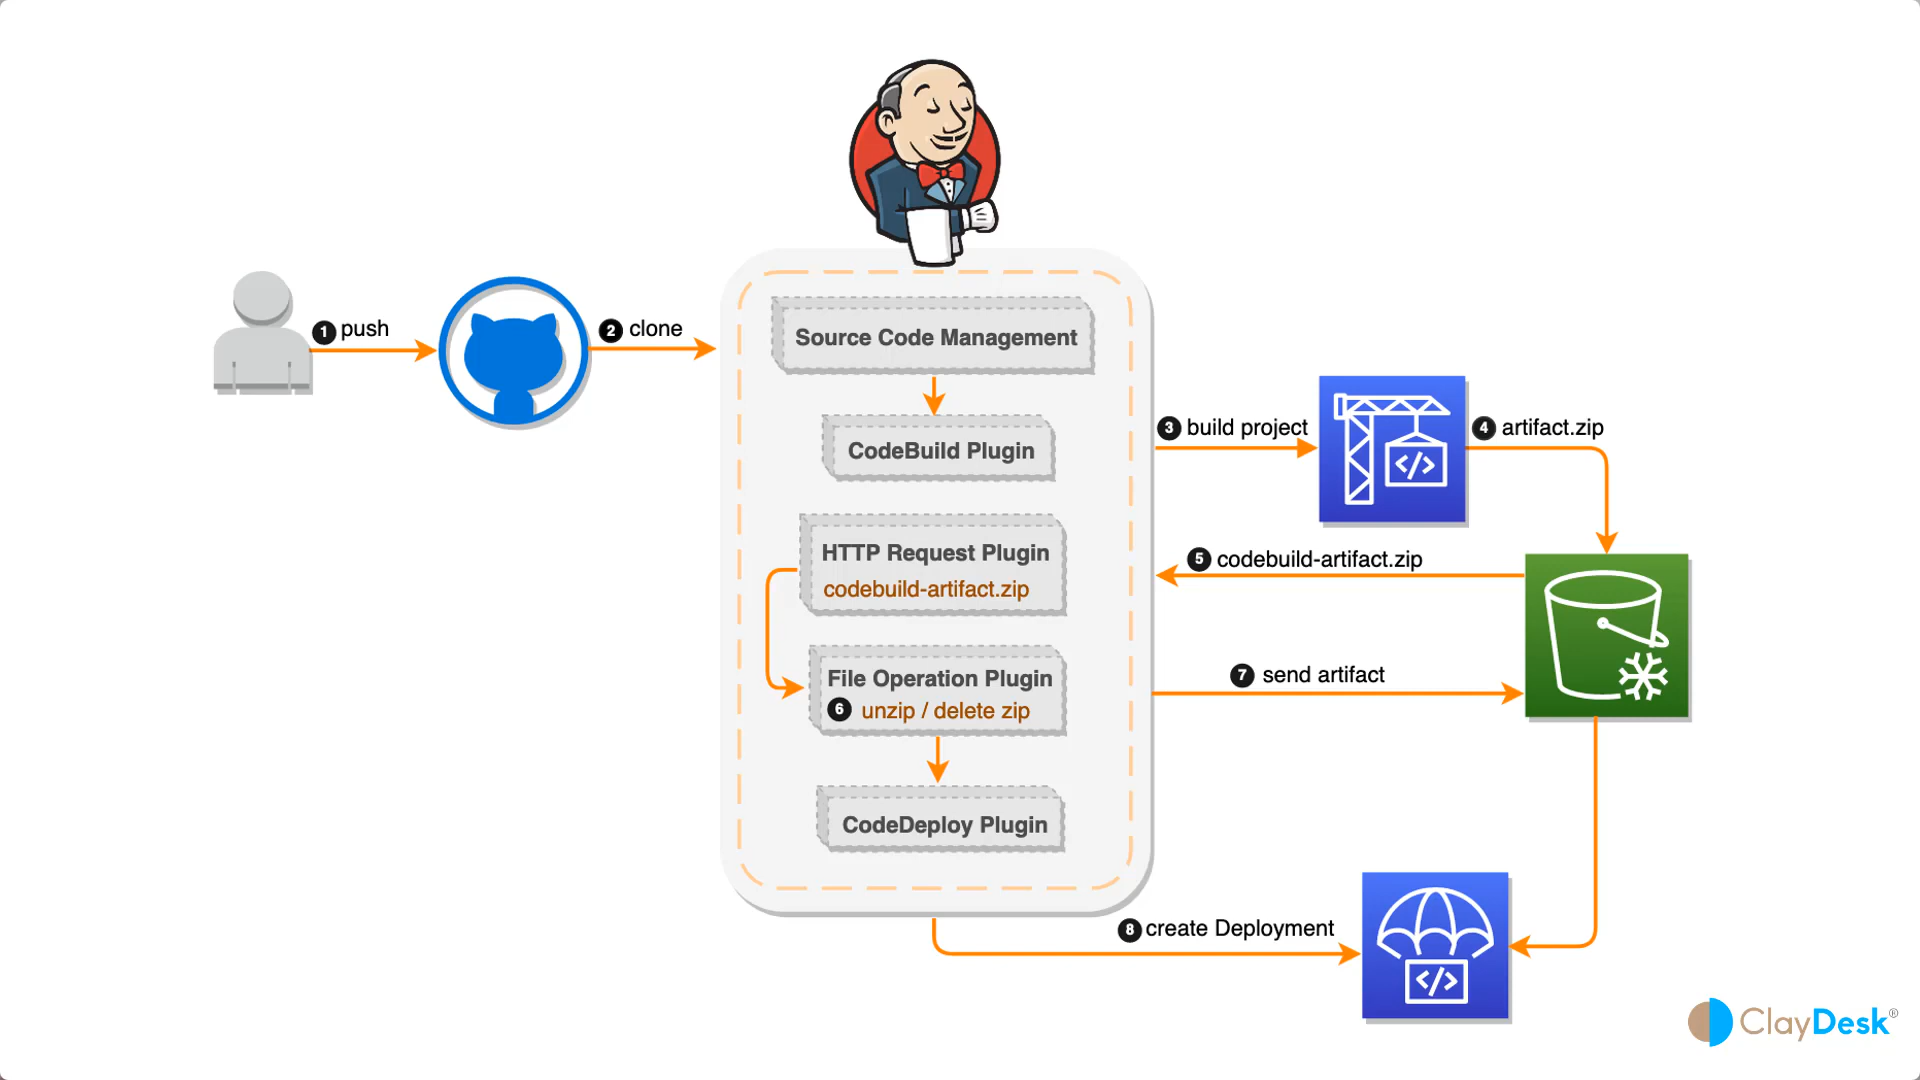 1 push
2 clone
Source Code Management
CodeBuild Plugin
3 build project
4 artifact.zip
HTTP Request Plugin
codebuild-artifact.zip
5 codebuild-artifact.zip
File Operation Plugin
6 unzip / delete zip
7 send artifact
CodeDeploy Plugin
8 create Deployment
</>
</>
ClayDesk®